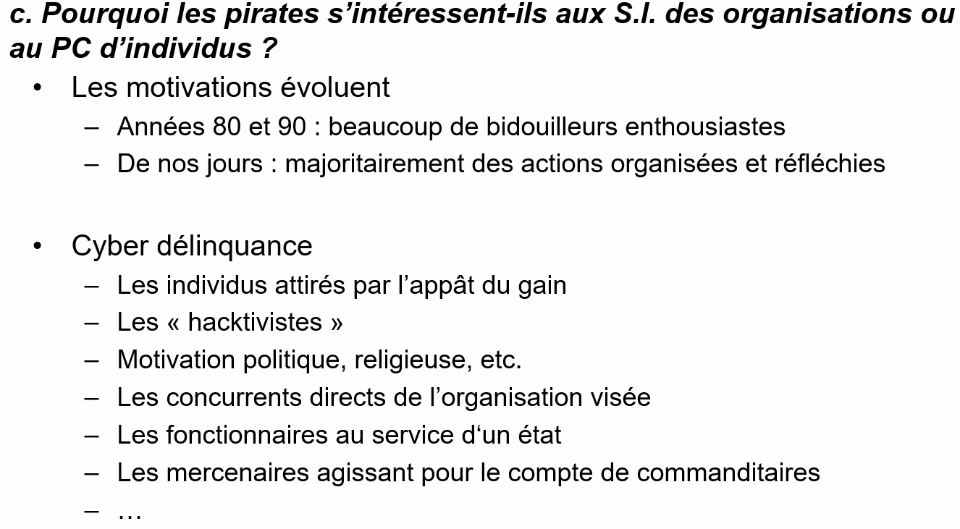 c. Pourquoi les pirates s’intéressent-ils aux S.I. des organisations ou
au PC d’individus ?
• Les motivations évoluent
– Années 80 et 90 : beaucoup de bidouilleurs enthousiastes
– De nos jours : majoritairement des actions organisées et réfléchies
• Cyber délinquance
– Les individus attirés par l’appât du gain
– Les « hacktivistes »
– Motivation politique, religieuse, etc.
– Les concurrents directs de l’organisation visée
– Les fonctionnaires au service d‘un état
– Les mercenaires agissant pour le compte de commanditaires
– …